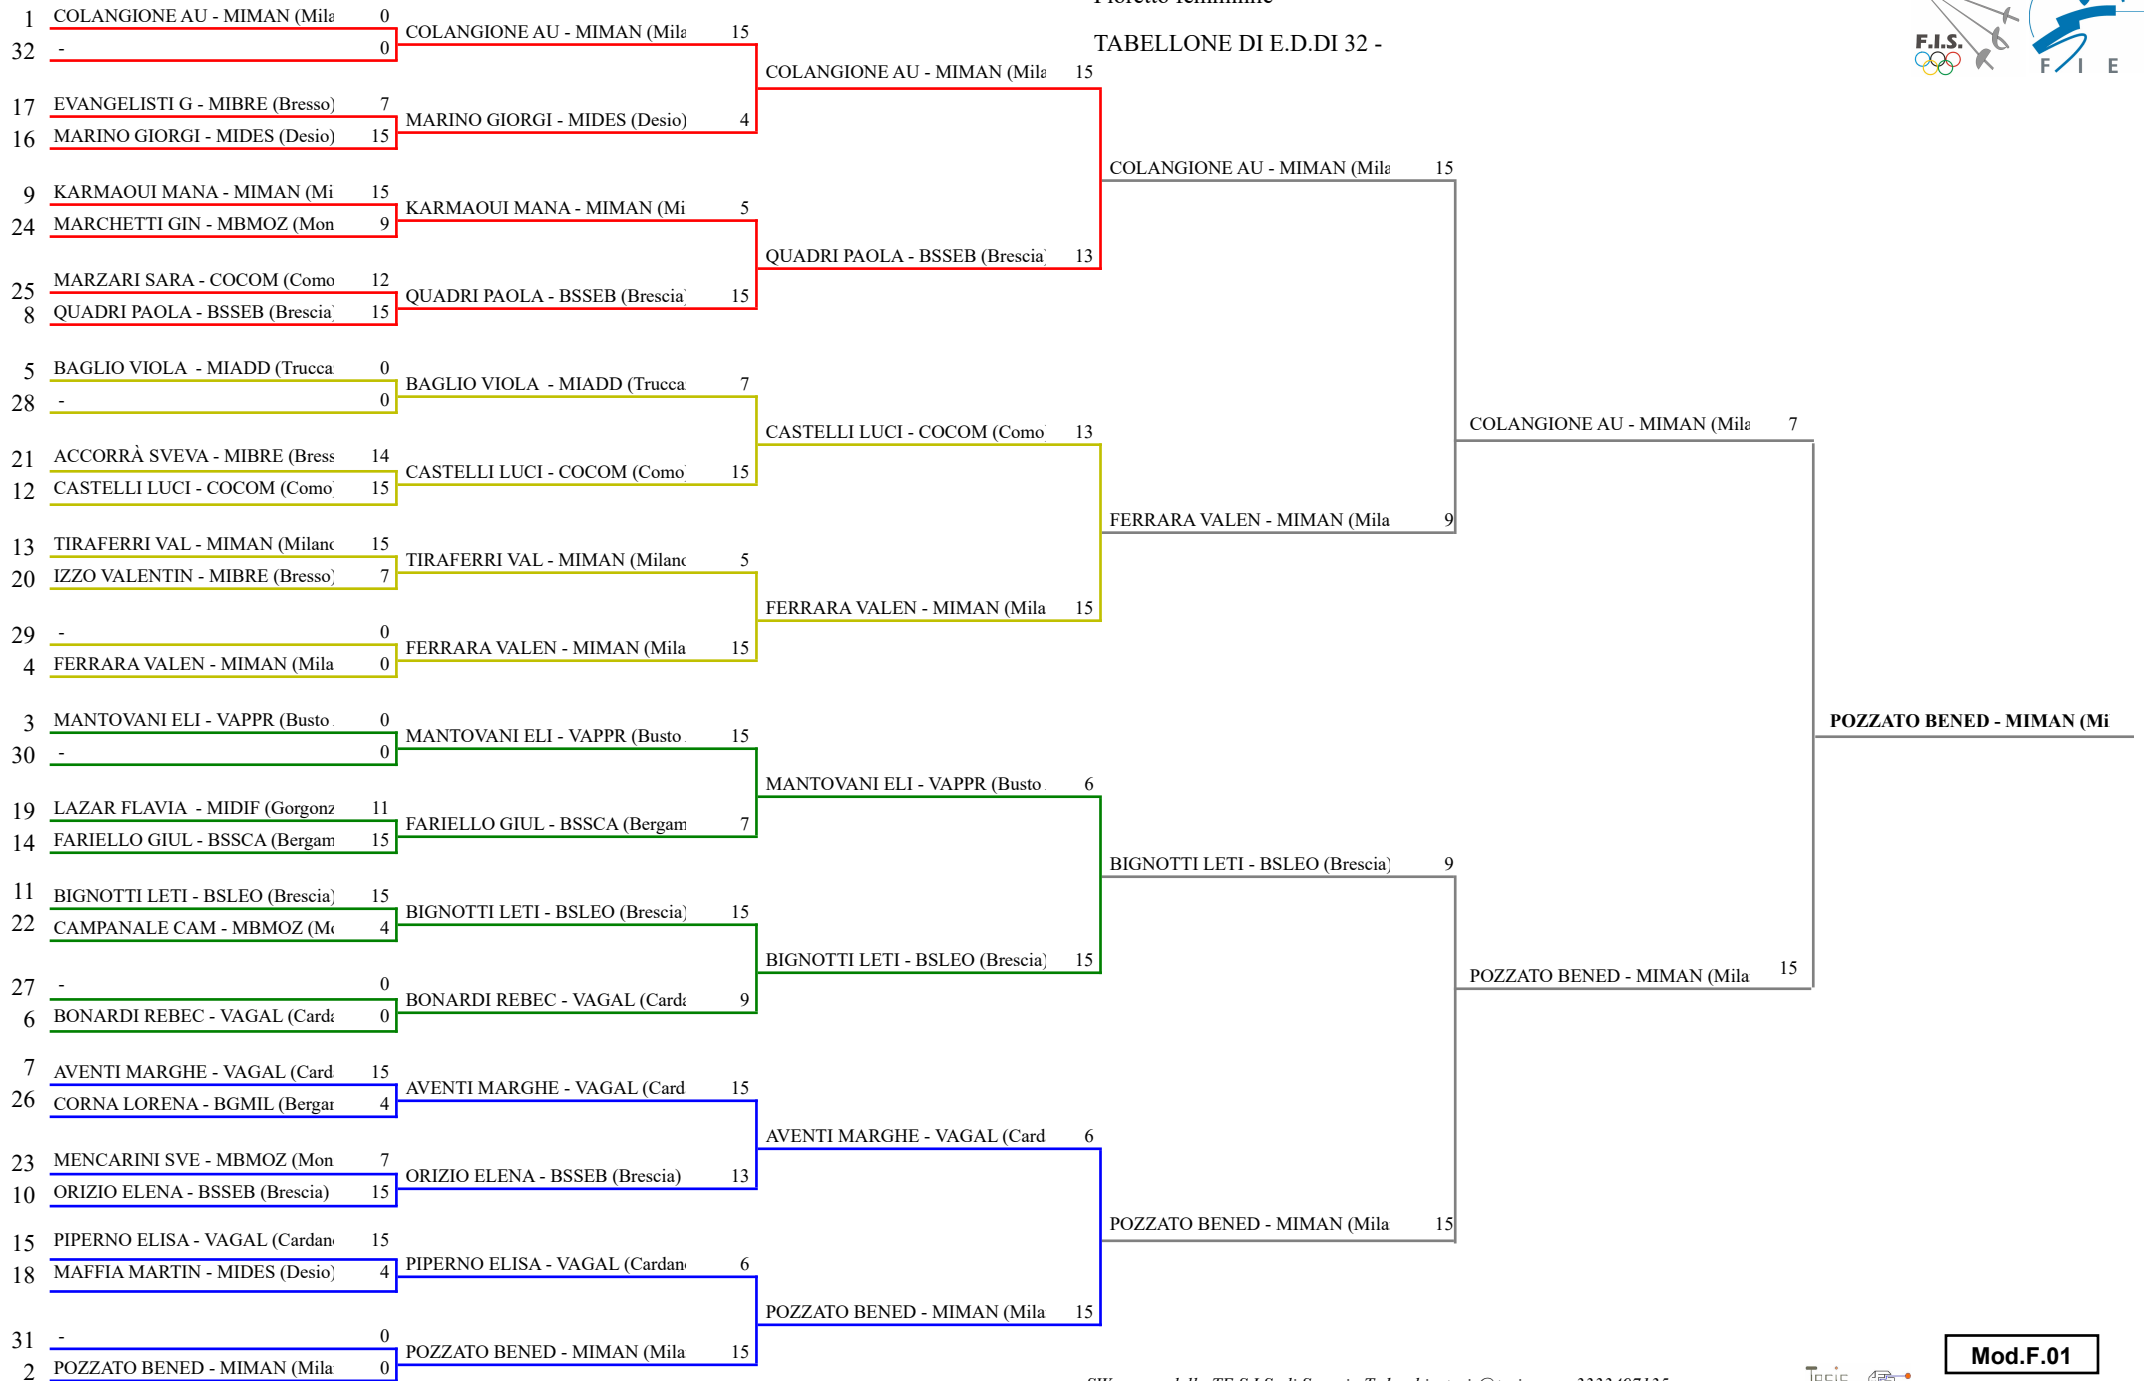 Fioretto femminile
TABELLONE DI E.D.DI 32 -
F.I.S.
F I E
1 COLANGIONE AU - MIMAN (Mila 0
32 - 0
17 EVANGELISTI G - MIBRE (Bresso) 7
16 MARINO GIORGI - MIDES (Desio) 15
9 KARMAOUI MANA - MIMAN (Mi 15
24 MARCHETTI GIN - MBMOZ (Mon 9
25 MARZARI SARA - COCOM (Como 12
8 QUADRI PAOLA - BSSEB (Brescia) 15
5 BAGLIO VIOLA - MIADD (Trucca 0
28 - 0
21 ACCORRÀ SVEVA - MIBRE (Bress 14
12 CASTELLI LUCI - COCOM (Como) 15
13 TIRAFERRI VAL - MIMAN (Milano 15
20 IZZO VALENTIN - MIBRE (Bresso) 7
29 - 0
4 FERRARA VALEN - MIMAN (Mila 0
3 MANTOVANI ELI - VAPPR (Busto 0
30 - 0
19 LAZAR FLAVIA - MIDIF (Gorgonz 11
14 FARIELLO GIUL - BSSCA (Bergam 15
11 BIGNOTTI LETI - BSLEO (Brescia) 15
22 CAMPANALE CAM - MBMOZ (Mo 4
27 - 0
6 BONARDI REBEC - VAGAL (Carda 0
7 AVENTI MARGHE - VAGAL (Card 15
26 CORNA LORENA - BGMIL (Bergar 4
23 MENCARINI SVE - MBMOZ (Mon 7
10 ORIZIO ELENA - BSSEB (Brescia) 15
15 PIPERNO ELISA - VAGAL (Cardan 15
18 MAFFIA MARTIN - MIDES (Desio) 4
31 - 0
2 POZZATO BENED - MIMAN (Mila 0
COLANGIONE AU - MIMAN (Mila 15
MARINO GIORGI - MIDES (Desio) 4
KARMAOUI MANA - MIMAN (Mi 5
QUADRI PAOLA - BSSEB (Brescia) 15
BAGLIO VIOLA - MIADD (Trucca 7
CASTELLI LUCI - COCOM (Como) 15
TIRAFERRI VAL - MIMAN (Milano 5
FERRARA VALEN - MIMAN (Mila 15
MANTOVANI ELI - VAPPR (Busto 15
FARIELLO GIUL - BSSCA (Bergam 7
BIGNOTTI LETI - BSLEO (Brescia) 15
BONARDI REBEC - VAGAL (Carda 9
AVENTI MARGHE - VAGAL (Card 15
ORIZIO ELENA - BSSEB (Brescia) 13
PIPERNO ELISA - VAGAL (Cardan 6
POZZATO BENED - MIMAN (Mila 15
COLANGIONE AU - MIMAN (Mila 15
QUADRI PAOLA - BSSEB (Brescia) 13
CASTELLI LUCI - COCOM (Como) 13
FERRARA VALEN - MIMAN (Mila 15
MANTOVANI ELI - VAPPR (Busto 6
BIGNOTTI LETI - BSLEO (Brescia) 15
AVENTI MARGHE - VAGAL (Card 6
POZZATO BENED - MIMAN (Mila 15
COLANGIONE AU - MIMAN (Mila 15
FERRARA VALEN - MIMAN (Mila 9
BIGNOTTI LETI - BSLEO (Brescia) 9
POZZATO BENED - MIMAN (Mila 15
COLANGIONE AU - MIMAN (Mila 7
POZZATO BENED - MIMAN (Mila 15
POZZATO BENED - MIMAN (Mi
Mod.F.01